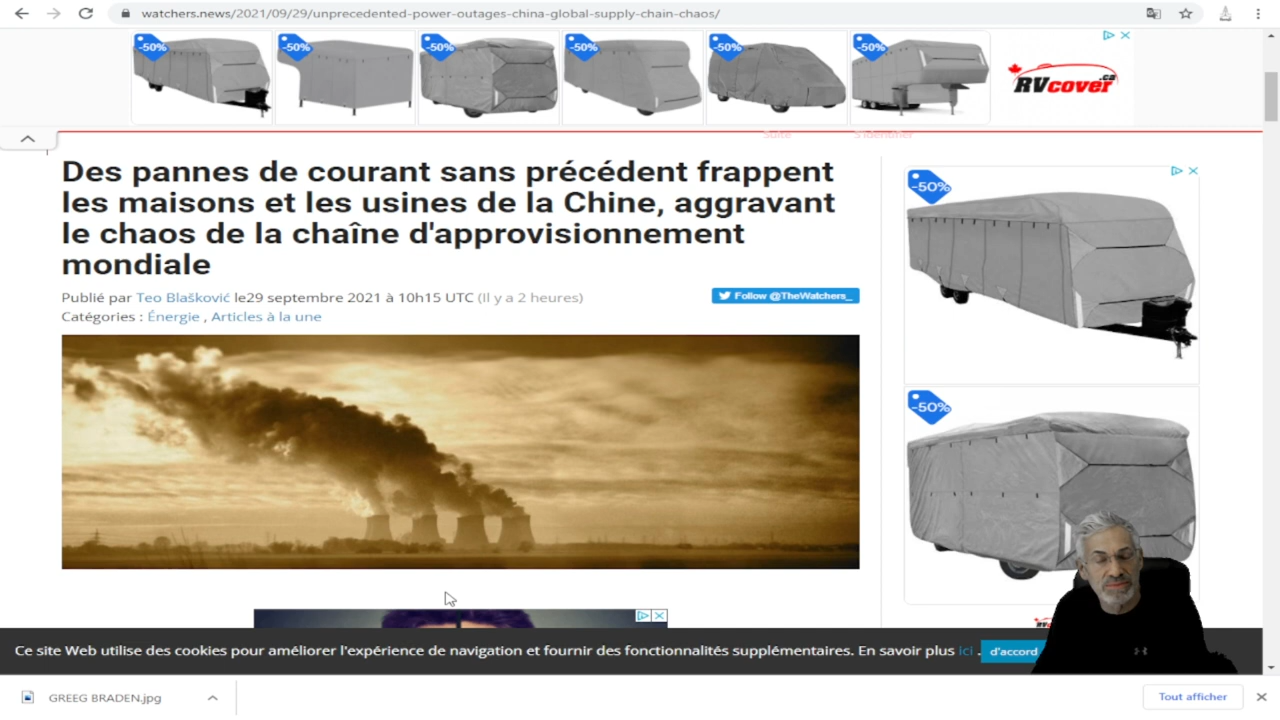 watchers.news/2021/09/29/unprecedented-power-outages-china-global-supply-chain-chaos/
-50%
-50%
-50%
-50%
-50%
-50%
RVcover.ca
Suite
S'identifier
Des pannes de courant sans précédent frappent
les maisons et les usines de la Chine, aggravant
le chaos de la chaîne d'approvisionnement
mondiale
Publié par Teo Blašković le29 septembre 2021 à 10h15 UTC (Il y a 2 heures)
Follow @TheWatchers_
Catégories : Énergie , Articles à la une
-50%
-50%
Ce site Web utilise des cookies pour améliorer l'expérience de navigation et fournir des fonctionnalités supplémentaires. En savoir plus ici .
d'accord
GREEG BRADEN.jpg
Tout afficher